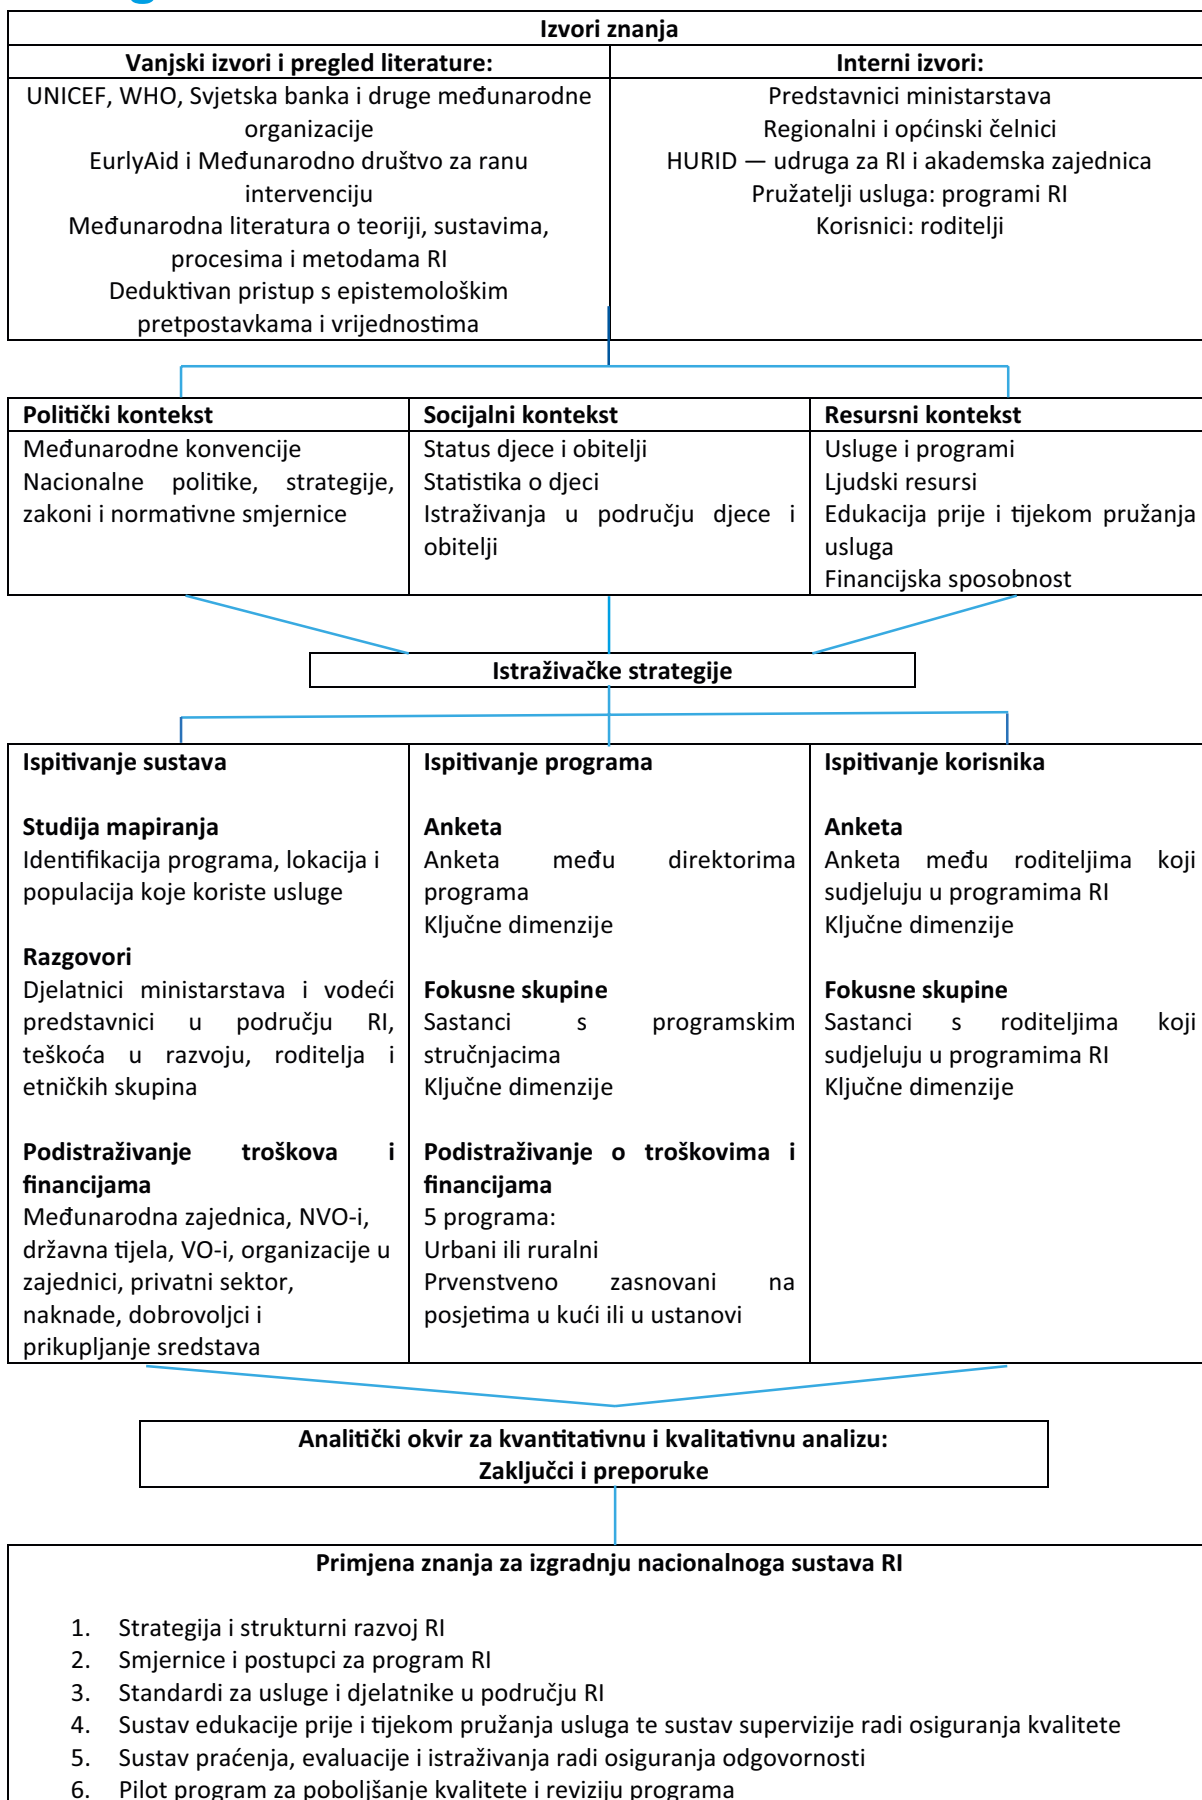 Izvori znanja
Vanjski izvori i pregled literature:
UNICEF, WHO, Svjetska banka i druge međunarodne
organizacije
EurlyAid i Međunarodno društvo za ranu
intervenciju
Međunarodna literatura o teoriji, sustavima,
procesima i metodama RI
Deduktivan pristup s epistemološkim
pretpostavkama i vrijednostima
Interni izvori:
Predstavnici ministarstava
Regionalni i općinski čelnici
HURID — udruga za RI i akademska zajednica
Pružatelji usluga: programi RI
Korisnici: roditelji
Politički kontekst
Međunarodne konvencije
Nacionalne politike, strategije,
zakoni i normativne smjernice
Socijalni kontekst
Status djece i obitelji
Statistika o djeci
Istraživanja u području djece i
obitelji
Resursni kontekst
Usluge i programi
Ljudski resursi
Edukacija prije i tijekom pružanja
usluga
Financijska sposobnost
Istraživačke strategije
Ispitivanje sustava
Studija mapiranja
Identifikacija programa, lokacija i
populacija koje koriste usluge
Razgovori
Djelatnici ministarstava i vodeći
predstavnici u području RI,
teškoća u razvoju, roditelja i
etničkih skupina
Podistraživanje troškova i
financijama
Međunarodna zajednica, NVO-i,
državna tijela, VO-i, organizacije u
zajednici, privatni sektor,
naknade, dobrovoljci i
prikupljanje sredstava
Ispitivanje programa
Anketa
Anketa među direktorima
programa
Ključne dimenzije
Fokusne skupine
Sastanci s programskim
stručnjacima
Ključne dimenzije
Podistraživanje o troškovima i
financijama
5 programa:
Urbani ili ruralni
Prvenstveno zasnovani na
posjetima u kući ili u ustanovi
Ispitivanje korisnika
Anketa
Anketa među roditeljima koji
sudjeluju u programima RI
Ključne dimenzije
Fokusne skupine
Sastanci s roditeljima koji
sudjeluju u programima RI
Ključne dimenzije
Analitički okvir za kvantitativnu i kvalitativnu analizu:
Zaključci i preporuke
Primjena znanja za izgradnju nacionalnoga sustava RI
1. Strategija i strukturni razvoj RI
2. Smjernice i postupci za program RI
3. Standardi za usluge i djelatnike u području RI
4. Sustav edukacije prije i tijekom pružanja usluga te sustav supervizije radi osiguranja kvalitete
5. Sustav praćenja, evaluacije i istraživanja radi osiguranja odgovornosti
6. Pilot program za poboljšanje kvalitete i reviziju programa